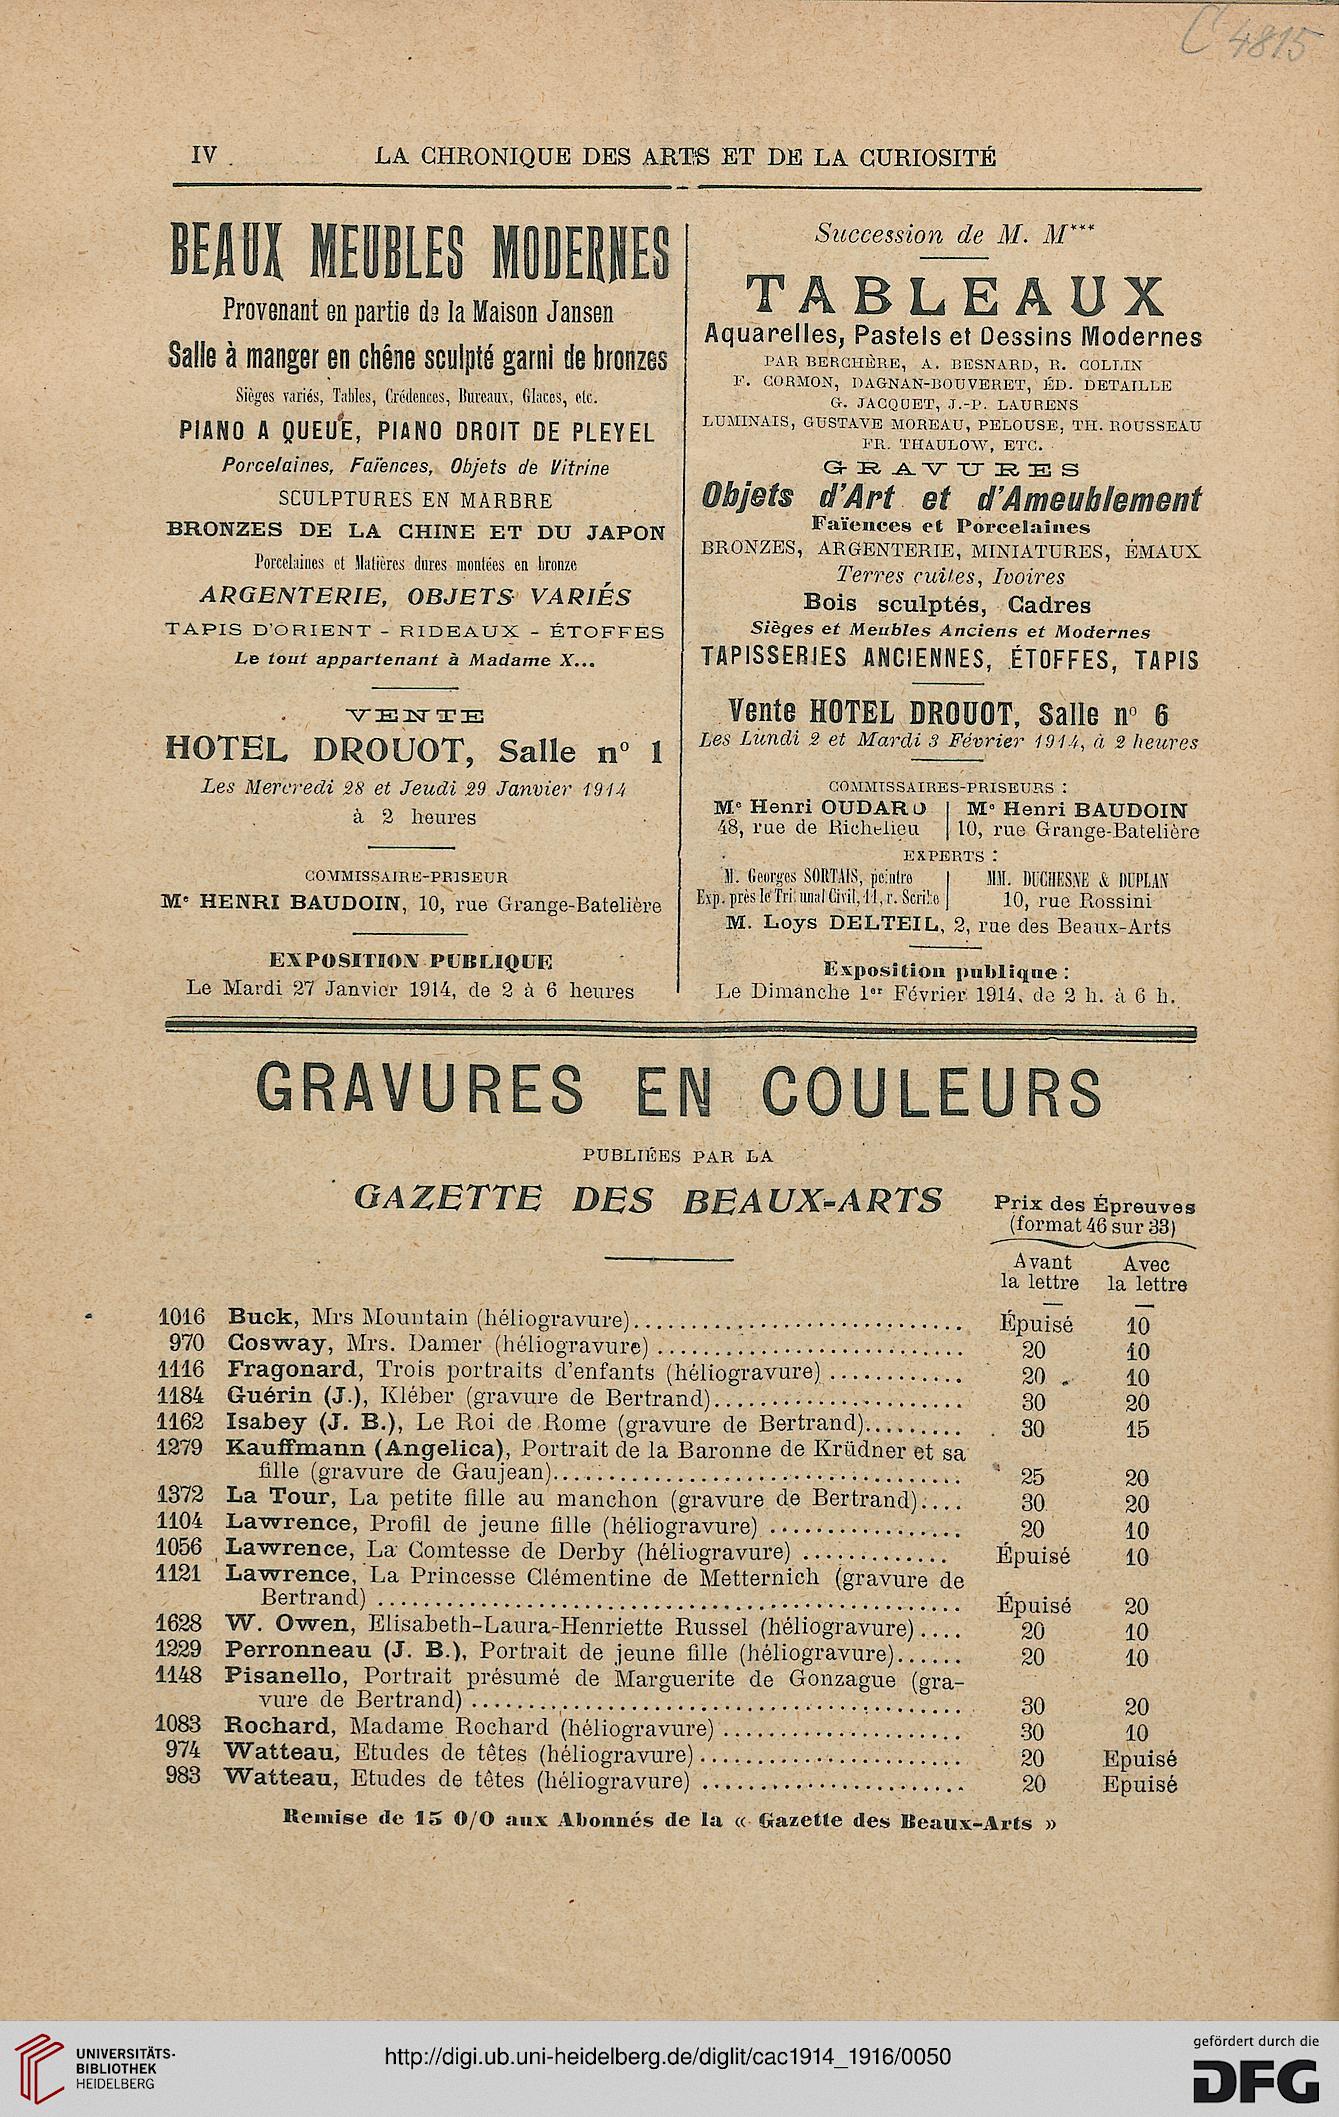 C 4815
IV
LA CHRONIQUE DES ARTS ET DE LA CURIOSITÉ
BEAUX MEUBLES MODERNES
Provenant en partie de la Maison Jansen
Salle à manger en chêne sculpté garni de bronzes
Sièges variés, Tables, Crédences, Bureaux, Glaces, etc.
PIANO A QUEUE, PIANO DROIT DE PLEYEL
Porcelaines, Faïences, Objets de Vitrine
SCULPTURES EN MARBRE
BRONZES DE LA CHINE ET DU JAPON
Porcelaines et Matières dures montées en bronze
ARGENTERIE, OBJETS VARIÉS
TAPIS D'ORIENT - RIDEAUX - ÉTOFFES
Le tout appartenant à Madame X...
VENTE
HOTEL DROUOT, Salle n° 1
Les Mercredi 28 et Jeudi 29 Janvier 1914
à 2 heures
COMMISSAIRE-PRISEUR
Me HENRI BAUDOIN, 10, rue Grange-Batelière
EXPOSITION PUBLIQUE
Le Mardi 27 Janvier 1914, de 2 à 6 heures
Succession de M. M***
TABLEAUX
Aquarelles, Pastels et Dessins Modernes
PAR BERCHÈRE, A. BESNARD, R. COLLIN
F. CORMON, DAGNAN-BOUVERET, ÉD. DETAILLE
G. JACQUET, J.-P. LAURENS
LUMINAIS, GUSTAVE MOREAU, PELOUSE, TH. ROUSSEAU
FR. THAULOW, ETC.
GRAVURES
Objets d'Art et d'Ameublement
Faïences et Porcelaines
BRONZES, ARGENTERIE, MINIATURES, ÉMAUX
Terres cuites, Ivoires
Bois sculptés, Cadres
Sièges et Meubles Anciens et Modernes
TAPISSERIES ANCIENNES, ÉTOFFES, TAPIS
Vente HOTEL DROUOT, Salle n° 6
Les Lundi 2 et Mardi 3 Février 1914, à 2 heures
COMMISSAIRES-PRISEURS :
Me Henri OUDARD
48, rue de Richelieu
Me Henri BAUDOIN
10, rue Grange-Batelière
EXPERTS :
M. Georges SORTAIS, peintre
Exp. près le Tribunal Civil, 11, r. Scribe
MM. DUCHESNE & DUPLAN
10, rue Rossini
M. Loys DELTEIL, 2, rue des Beaux-Arts
Exposition publique :
Le Dimanche 1er Février 1914, de 2 h. à 6 h.
GRAVURES EN COULEURS
PUBLIÉES PAR LA
GAZETTE DES BEAUX-ARTS
Prix des Épreuves
(format 46 sur 33)
Avant la lettre Avec la lettre
1016 Buck, Mrs Mountain (héliogravure).............................. Épuisé 10
970 Cosway, Mrs. Damer (héliogravure) ............................ 20 10
1116 Fragonard, Trois portraits d'enfants (héliogravure) ............ 20 10
1184 Guérin (J.), Kléber (gravure de Bertrand)....................... 30 20
1162 Isabey (J. B.), Le Roi de Rome (gravure de Bertrand)......... 30 15
1279 Kauffmann (Angelica), Portrait de la Baronne de Krüdner et sa
fille (gravure de Gaujean)..................................... 25 20
1372 La Tour, La petite fille au manchon (gravure de Bertrand).... 30 20
1104 Lawrence, Profil de jeune fille (héliogravure) ................. 20 10
1056 Lawrence, La Comtesse de Derby (héliogravure) ............. Épuisé 10
1121 Lawrence, La Princesse Clémentine de Metternich (gravure de
Bertrand) ..................................................... Épuisé 20
1628 W. Owen, Elisabeth-Laura-Henriette Russel (héliogravure).... 20 10
1229 Perronneau (J. B.), Portrait de jeune fille (héliogravure)...... 20 10
1148 Pisanello, Portrait présumé de Marguerite de Gonzague (gra-
vure de Bertrand) ............................................. 30 20
1083 Rochard, Madame Rochard (héliogravure) ...................... 30 10
974 Watteau, Etudes de têtes (héliogravure)........................ 20 Epuisé
983 Watteau, Etudes de têtes (héliogravure) ........................ 20 Epuisé
Remise de 15 0/0 aux Abonnés de la « Gazette des Beaux-Arts »
UNIVERSITÄTS-
BIBLIOTHEK
HEIDELBERG
http://digi.ub.uni-heidelberg.de/diglit/cac1914_1916/0050
gefördert durch die
DFG